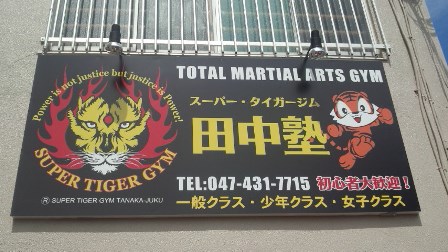 Power is not justice but justice is Power!
SUPER TIGER GYM
® SUPER TIGER GYM TANAKA-JUKU
TOTAL MARTIAL ARTS GYM
スーパー・タイガージム
田中塾
TEL:047-431-7715 初心者大歓迎!
一般クラス・少年クラス・女子クラス